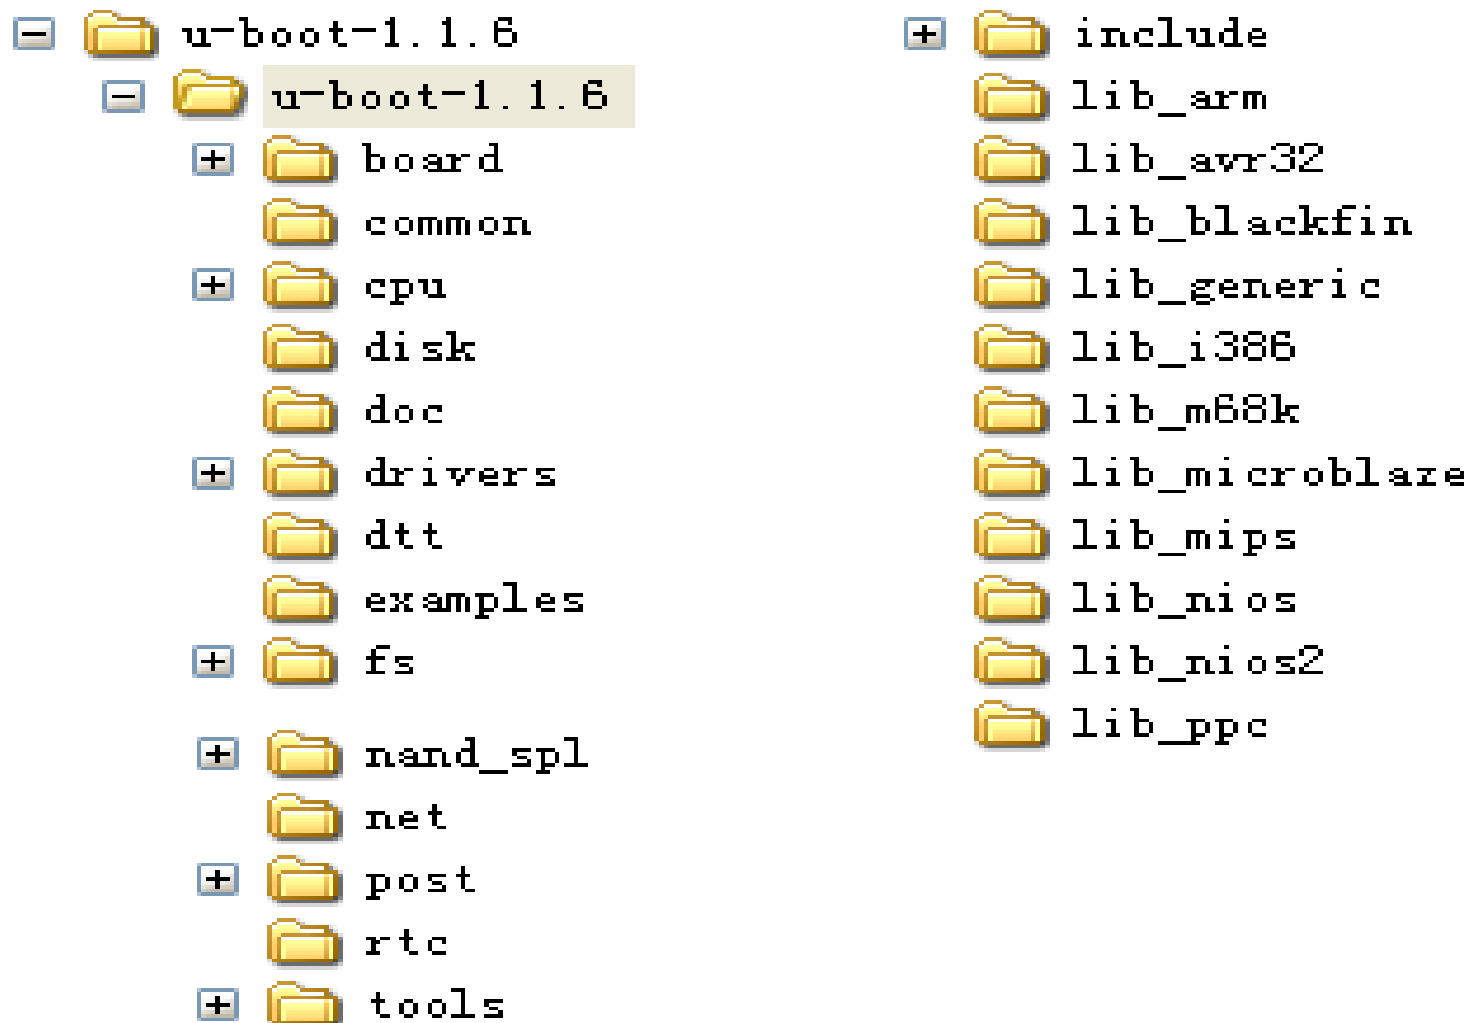 u-boot-1.1.6
u-boot-1.1.6
board
common
cpu
disk
doc
drivers
dtt
examples
fs
nand_spl
net
post
rtc
tools
include
lib_arm
lib_avr32
lib_blackfin
lib_generic
lib_i386
lib_m68k
lib_microblaze
lib_mips
lib_nios
lib_nios2
lib_ppc